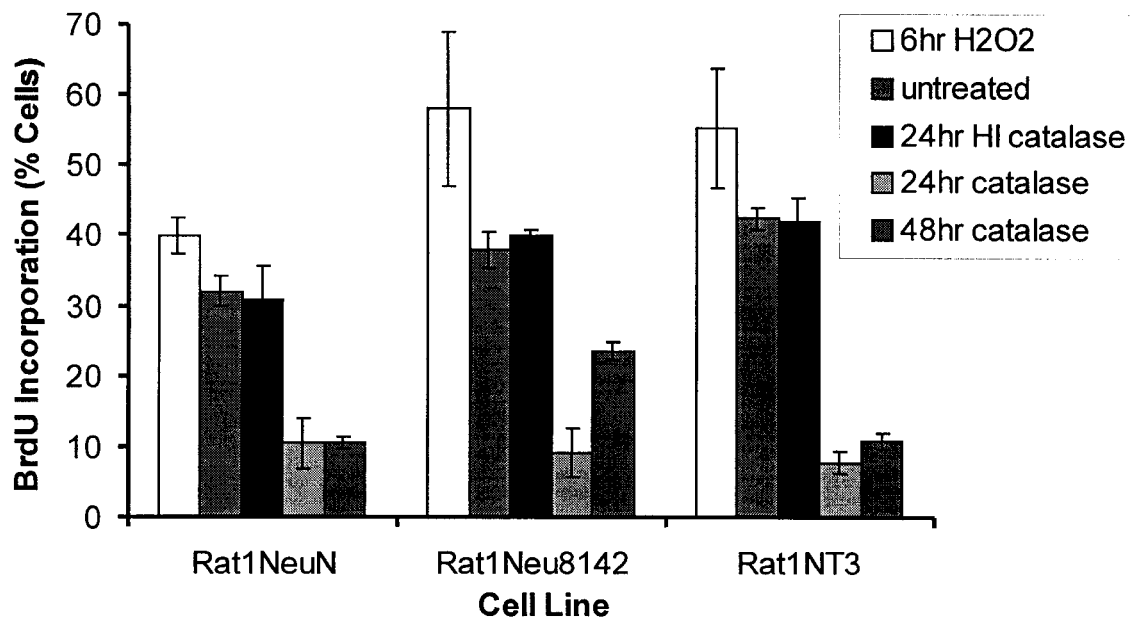 BrdU Incorporation (% Cells)
70
60
50
40
30
20
10
0
6hr H2O2
untreated
24hr HI catalase
24hr catalase
48hr catalase
Rat1NeuN
Rat1Neu8142
Rat1NT3
Cell Line